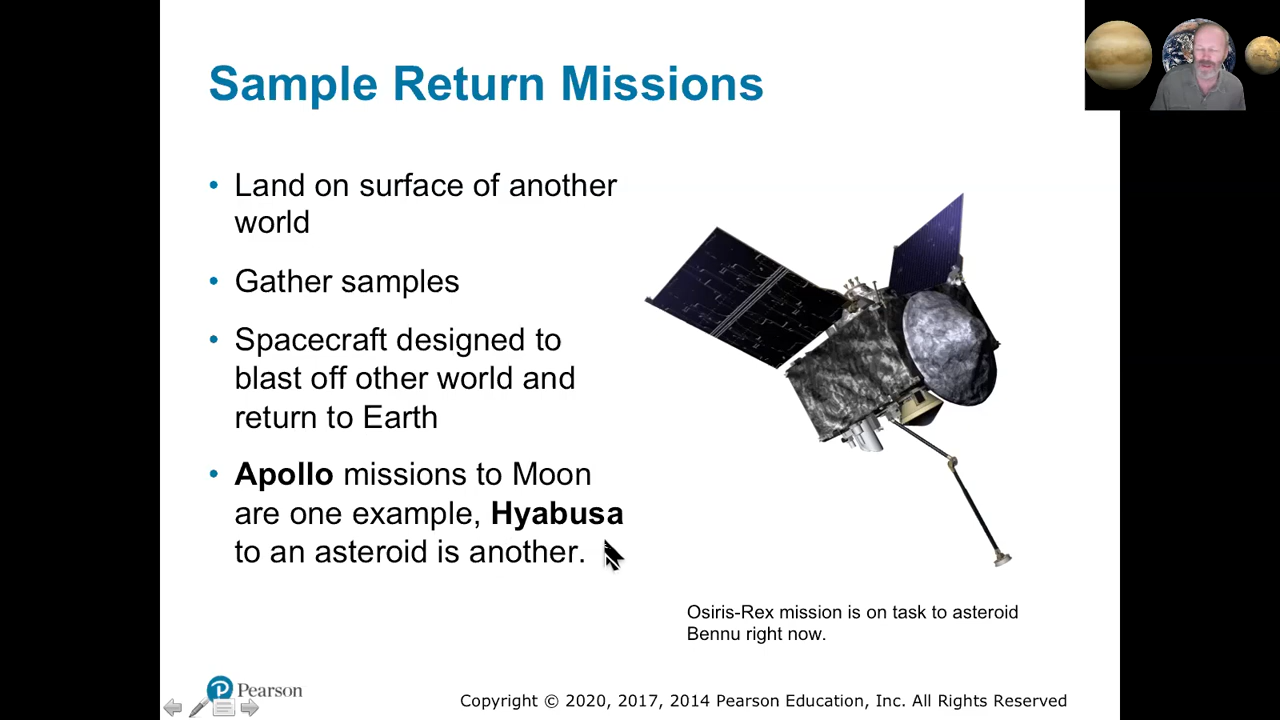 Sample Return Missions
• Land on surface of another
world
• Gather samples
• Spacecraft designed to
blast off other world and
return to Earth
• Apollo missions to Moon
are one example, Hyabusa
to an asteroid is another.
Osiris-Rex mission is on task to asteroid
Bennu right now.
P Pearson
Copyright © 2020, 2017, 2014 Pearson Education, Inc. All Rights Reserved